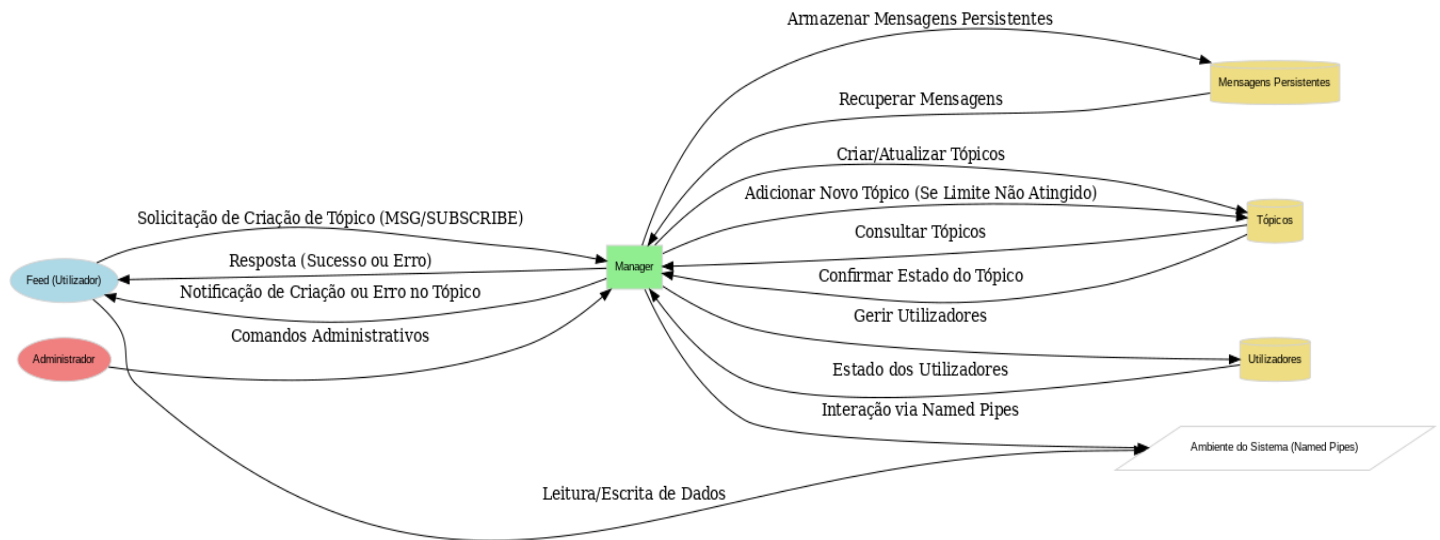 Armazenar Mensagens Persistentes
Mensagens Persistentes
Recuperar Mensagens
Criar/Atualizar Tópicos
Adicionar Novo Tópico (Se Limite Não Atingido)
Solicitação de Criação de Tópico (MSG/SUBSCRIBE)
Tópicos
Consultar Tópicos
Resposta (Sucesso ou Erro)
Manager
Feed (Utilizador)
Confirmar Estado do Tópico
Notificação de Criação ou Erro no Tópico
Gerir Utilizadores
Comandos Administrativos
Administrador
Utilizadores
Estado dos Utilizadores
Interação via Named Pipes
Ambiente do Sistema (Named Pipes)
Leitura/Escrita de Dados